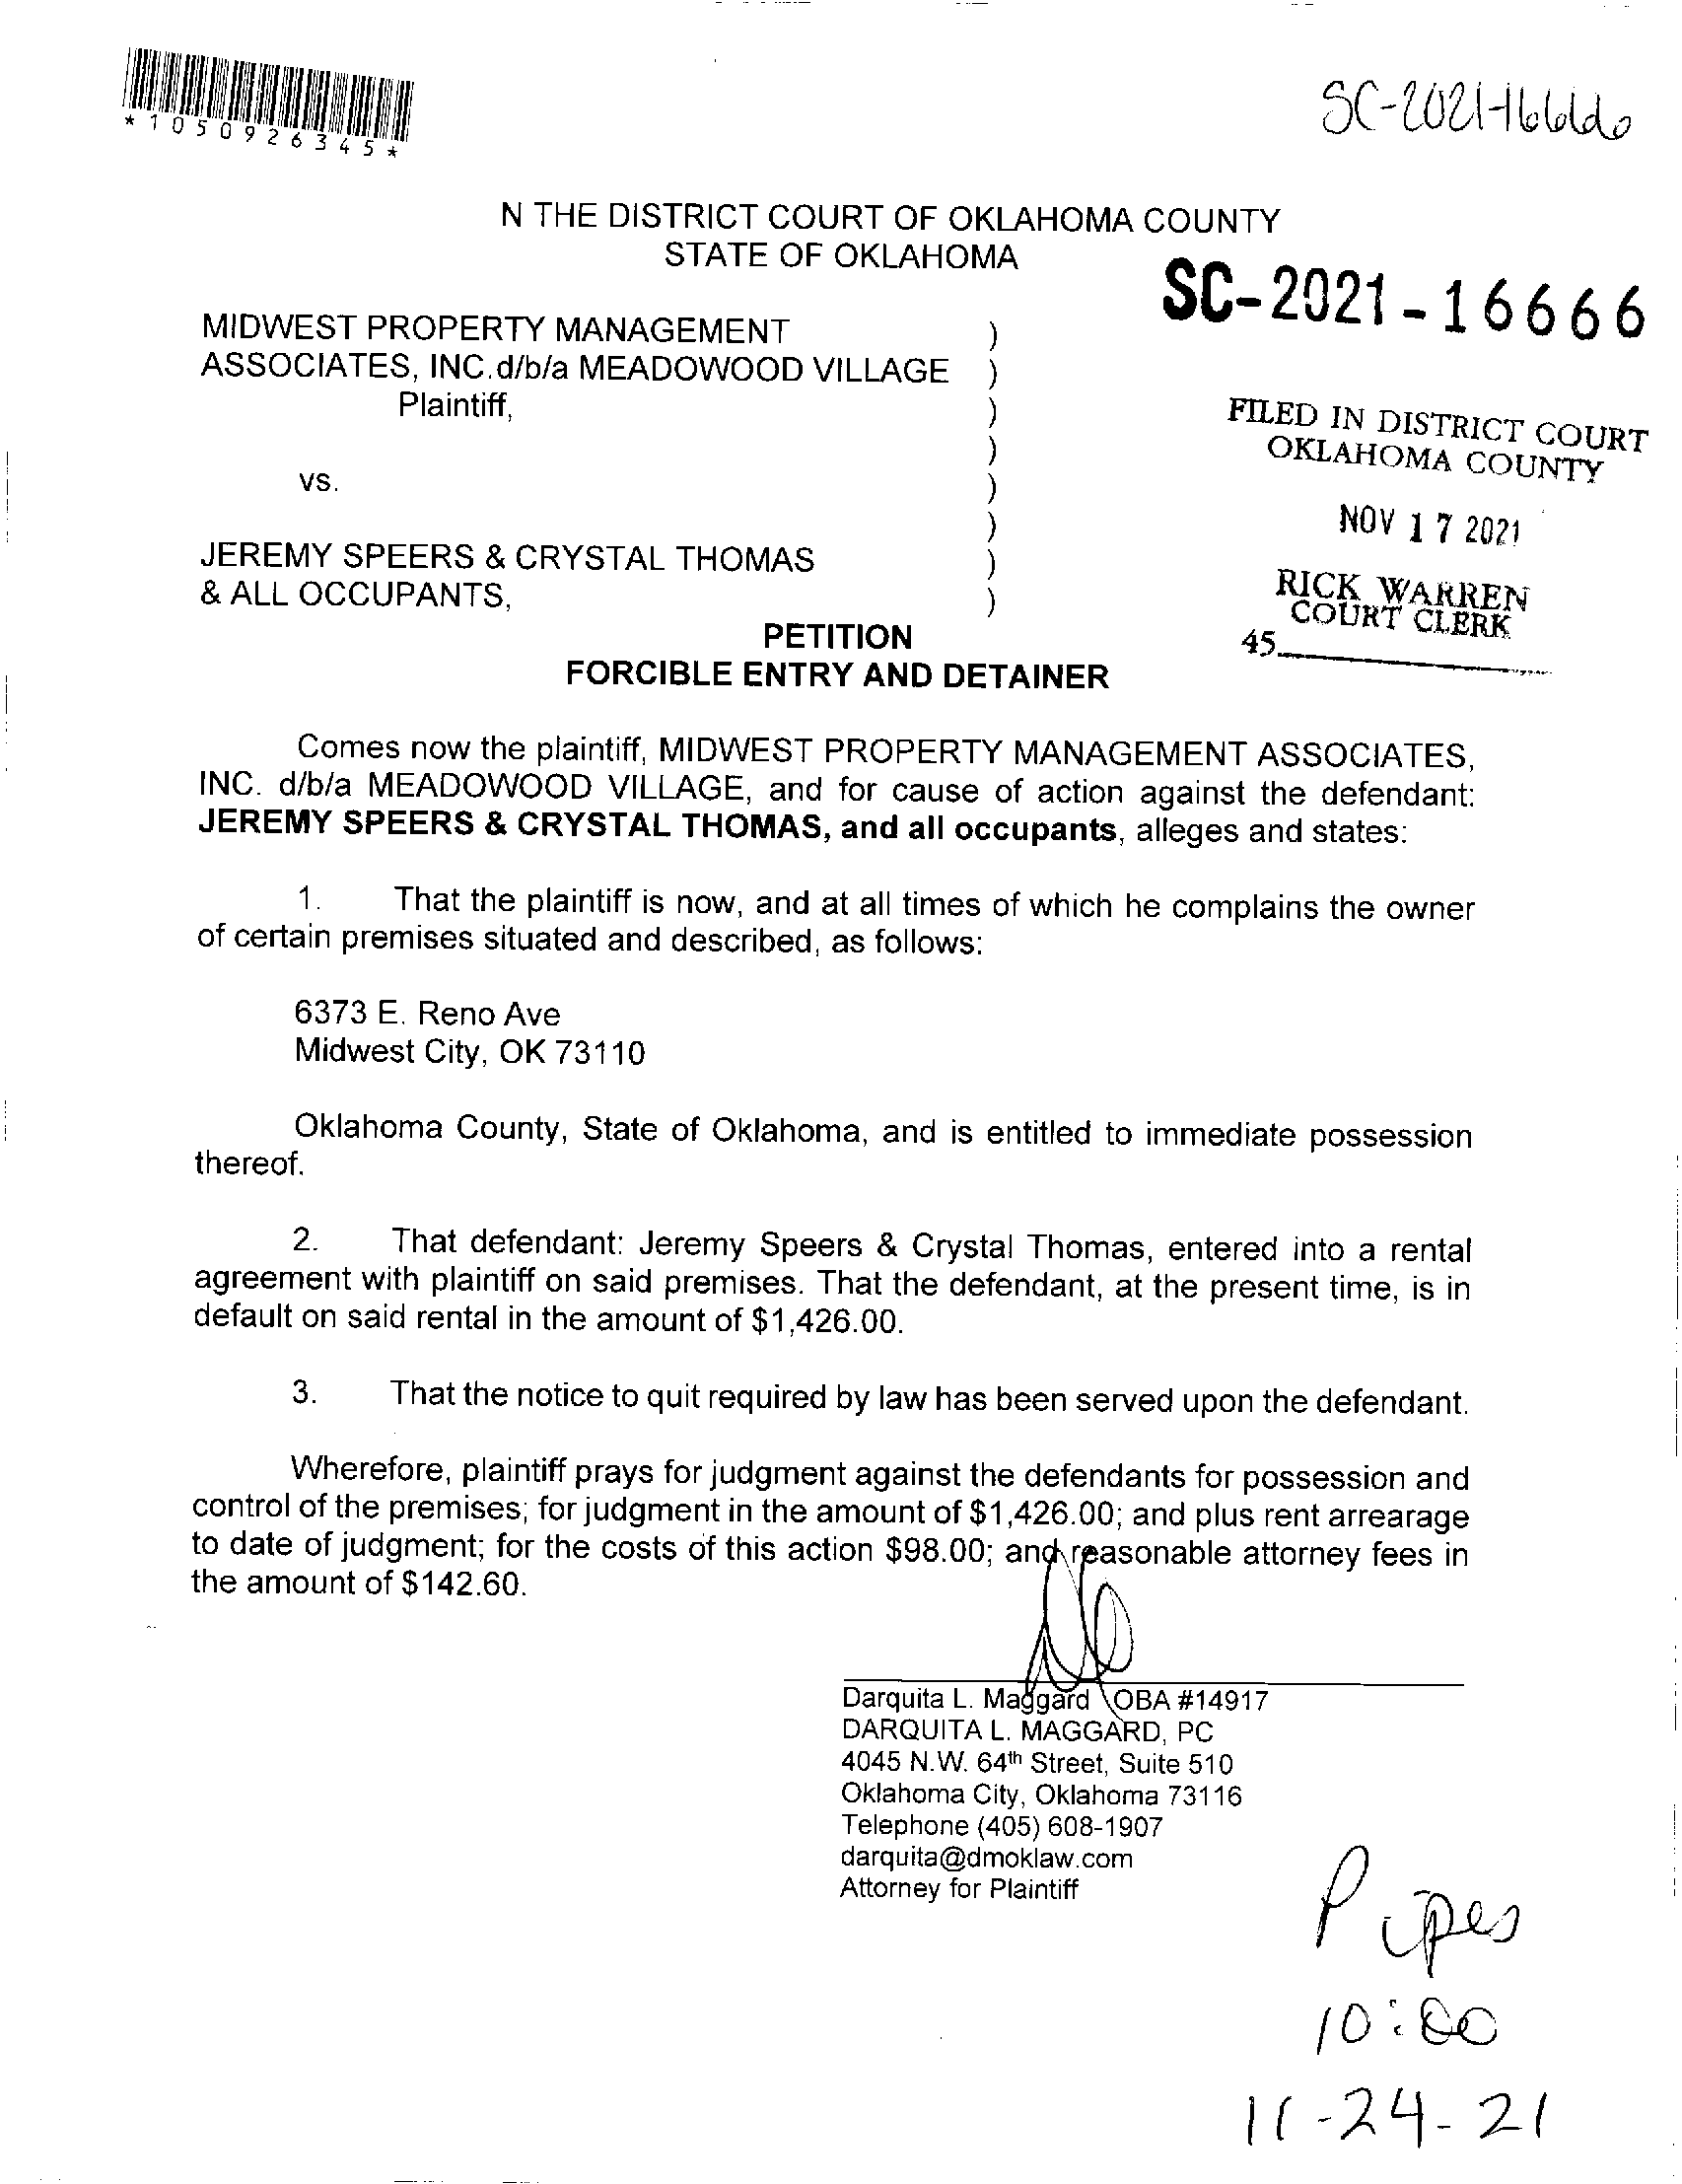 *1050926345*
SC-2021-16666
N THE DISTRICT COURT OF OKLAHOMA COUNTY
STATE OF OKLAHOMA
SC-2021-16666
MIDWEST PROPERTY MANAGEMENT )
ASSOCIATES, INC.d/b/a MEADOWOOD VILLAGE )
Plaintiff, )
)
vs. )
)
JEREMY SPEERS & CRYSTAL THOMAS )
& ALL OCCUPANTS, )
FILED IN DISTRICT COURT
OKLAHOMA COUNTY
NOV 17 2021
RICK WARREN
COURT CLERK
45
PETITION
FORCIBLE ENTRY AND DETAINER
Comes now the plaintiff, MIDWEST PROPERTY MANAGEMENT ASSOCIATES,
INC. d/b/a MEADOWOOD VILLAGE, and for cause of action against the defendant:
JEREMY SPEERS & CRYSTAL THOMAS, and all occupants, alleges and states:
1. That the plaintiff is now, and at all times of which he complains the owner
of certain premises situated and described, as follows:
6373 E. Reno Ave
Midwest City, OK 73110
Oklahoma County, State of Oklahoma, and is entitled to immediate possession
thereof.
2. That defendant: Jeremy Speers & Crystal Thomas, entered into a rental
agreement with plaintiff on said premises. That the defendant, at the present time, is in
default on said rental in the amount of $1,426.00.
3. That the notice to quit required by law has been served upon the defendant.
Wherefore, plaintiff prays for judgment against the defendants for possession and
control of the premises; for judgment in the amount of $1,426.00; and plus rent arrearage
to date of judgment; for the costs of this action $98.00; and reasonable attorney fees in
the amount of $142.60.
Darquita L. Maggard OBA #14917
DARQUITA L. MAGGARD, PC
4045 N.W. 64th Street, Suite 510
Oklahoma City, Oklahoma 73116
Telephone (405) 608-1907
darquita@dmoklaw.com
Attorney for Plaintiff
Pipes
10:00
11-24-21